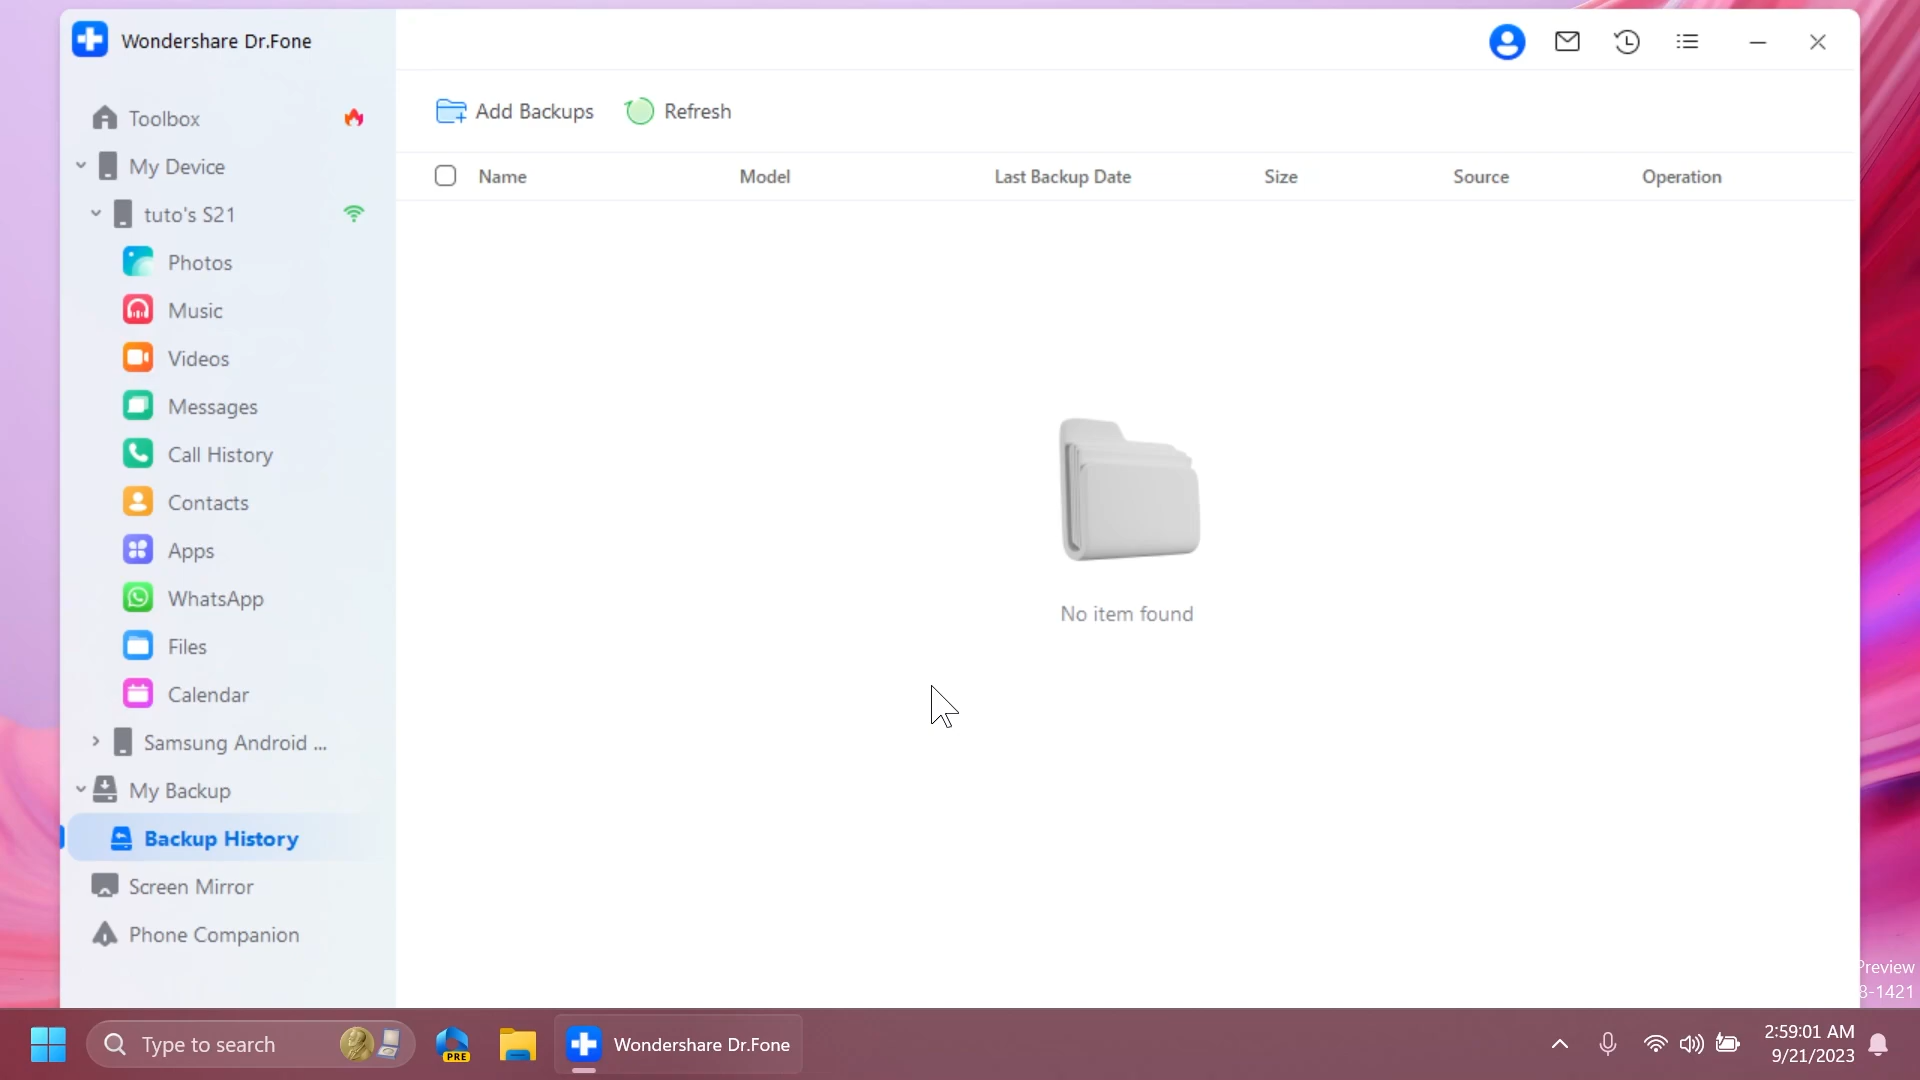 Wondershare Dr.Fone
Toolbox
My Device
tuto's S21
Photos
Music
Videos
Messages
Call History
Contacts
Apps
WhatsApp
Files
Calendar
Samsung Android ...
My Backup
Backup History
Screen Mirror
Phone Companion
Add Backups
Refresh
Name Model Last Backup Date Size Source Operation
No item found
Preview
8-1421
Type to search
PRE
Wondershare Dr.Fone
2:59:01 AM
9/21/2023